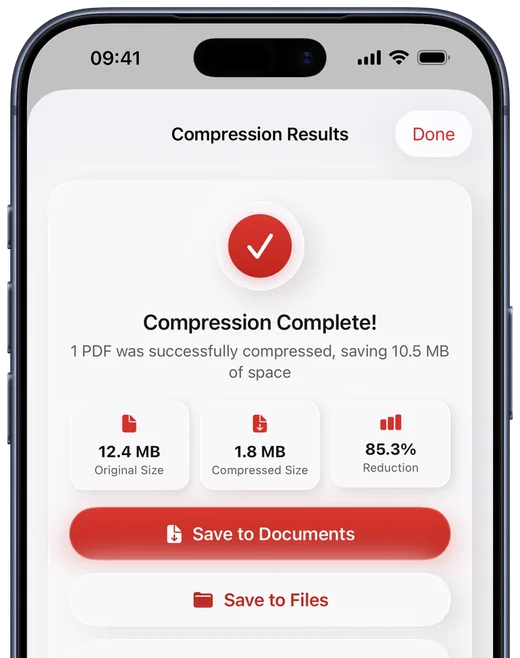 09:41
Compression Results
Done
Compression Complete!
1 PDF was successfully compressed, saving 10.5 MB
of space
12.4 MB
Original Size
1.8 MB
Compressed Size
85.3%
Reduction
Save to Documents
Save to Files